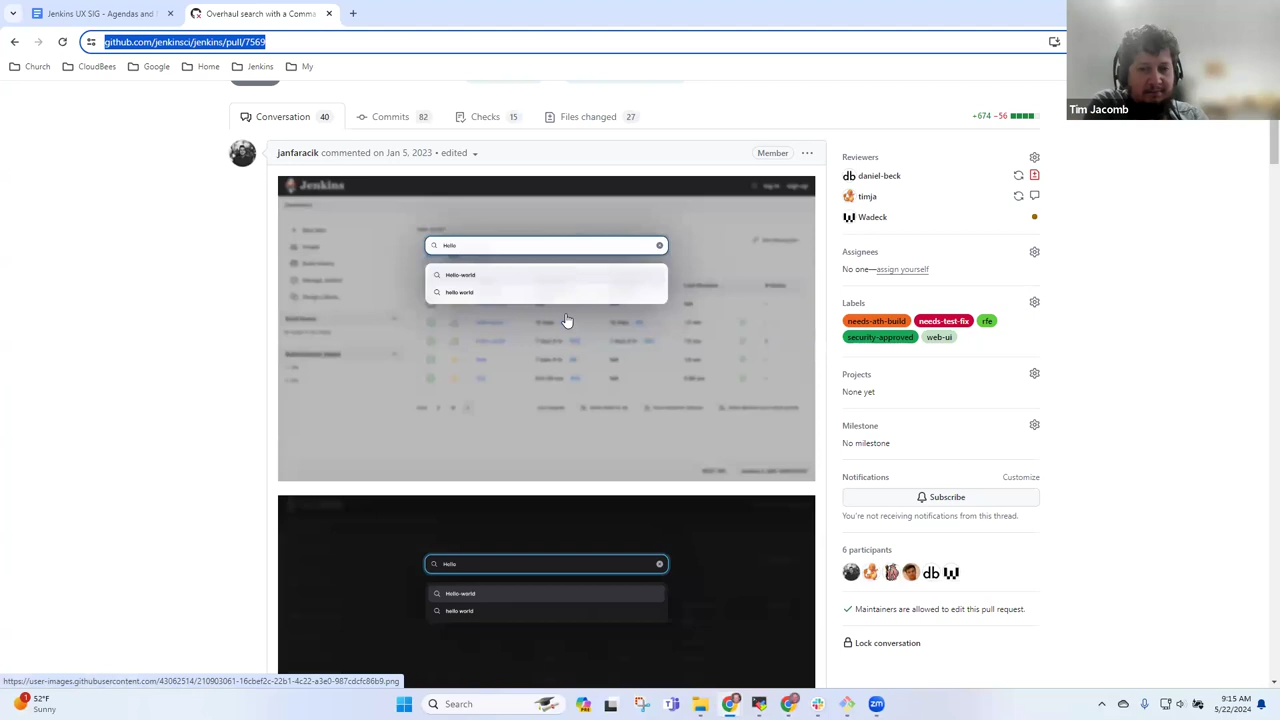 Jenkins UX SIG - Agendas and
Overhaul search with a Comma
github.com/jenkinsci/jenkins/pull/7569
Church
CloudBees
Google
Home
Jenkins
My
Tim Jacomb
Conversation 40
Commits 82
Checks 15
Files changed 27
+674 −56
janfaracik commented on Jan 5, 2023 • edited
Member
Jenkins
Hello
Hello-world
hello world
Hello
Hello-world
hello world
Reviewers
daniel-beck
timja
Wadeck
Assignees
No one—assign yourself
Labels
needs-ath-build needs-test-fix rfe
security-approved web-ui
Projects
None yet
Milestone
No milestone
Notifications Customize
Subscribe
You're not receiving notifications from this thread.
6 participants
Maintainers are allowed to edit this pull request.
Lock conversation
https://user-images.githubusercontent.com/43062514/210903061-16cbef2c-22b1-4c22-a3e0-987cdcfc86b9.png
52°F
Sunny
Search
9:15 AM
5/22/2024